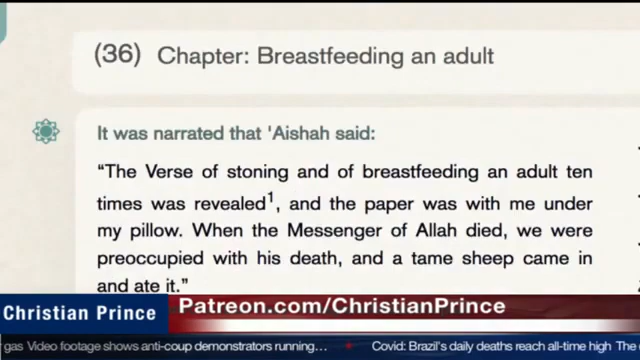 (36) Chapter: Breastfeeding an adult
It was narrated that 'Aishah said:
“The Verse of stoning and of breastfeeding an adult ten
times was revealed¹, and the paper was with me under
my pillow. When the Messenger of Allah died, we were
preoccupied with his death, and a tame sheep came in
and ate it.”
Christian Prince
Patreon.com/ChristianPrince
gas Video footage shows anti-coup demonstrators running... Covid: Brazil's daily deaths reach all-time high The